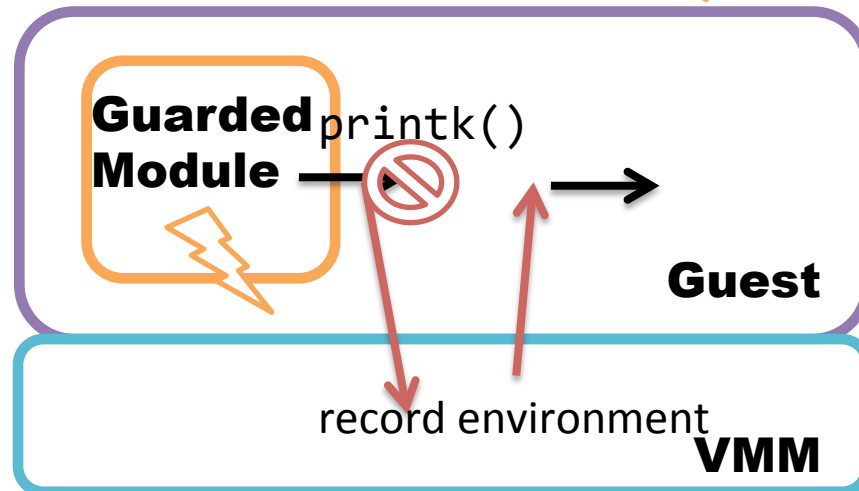 Guarded
Module
printk()
Guest
record environment
VMM